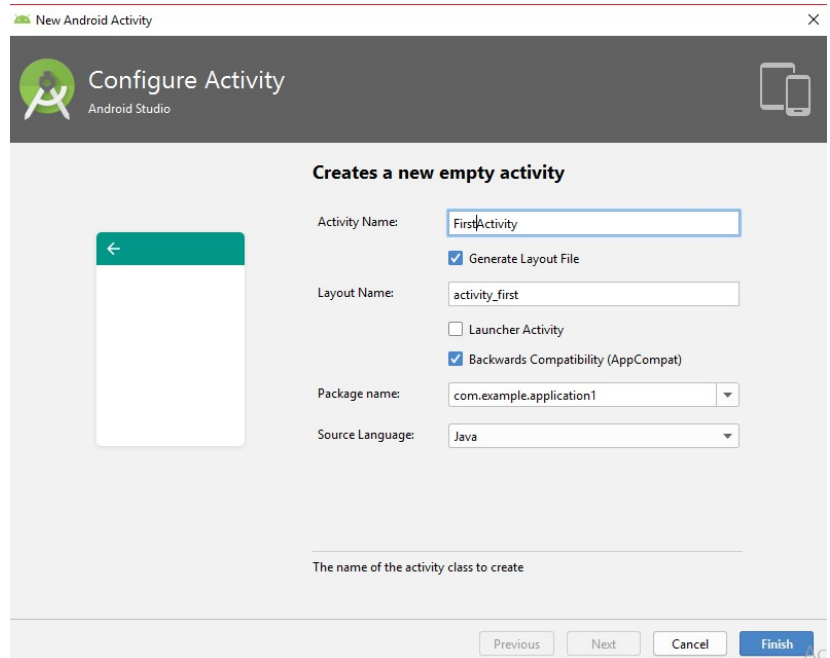 New Android Activity
Configure Activity
Android Studio
Creates a new empty activity
Activity Name:
FirstActivity
Generate Layout File
Layout Name:
activity_first
Launcher Activity
Backwards Compatibility (AppCompat)
Package name:
com.example.application1
Source Language:
Java
The name of the activity class to create
Previous
Next
Cancel
Finish
Ac